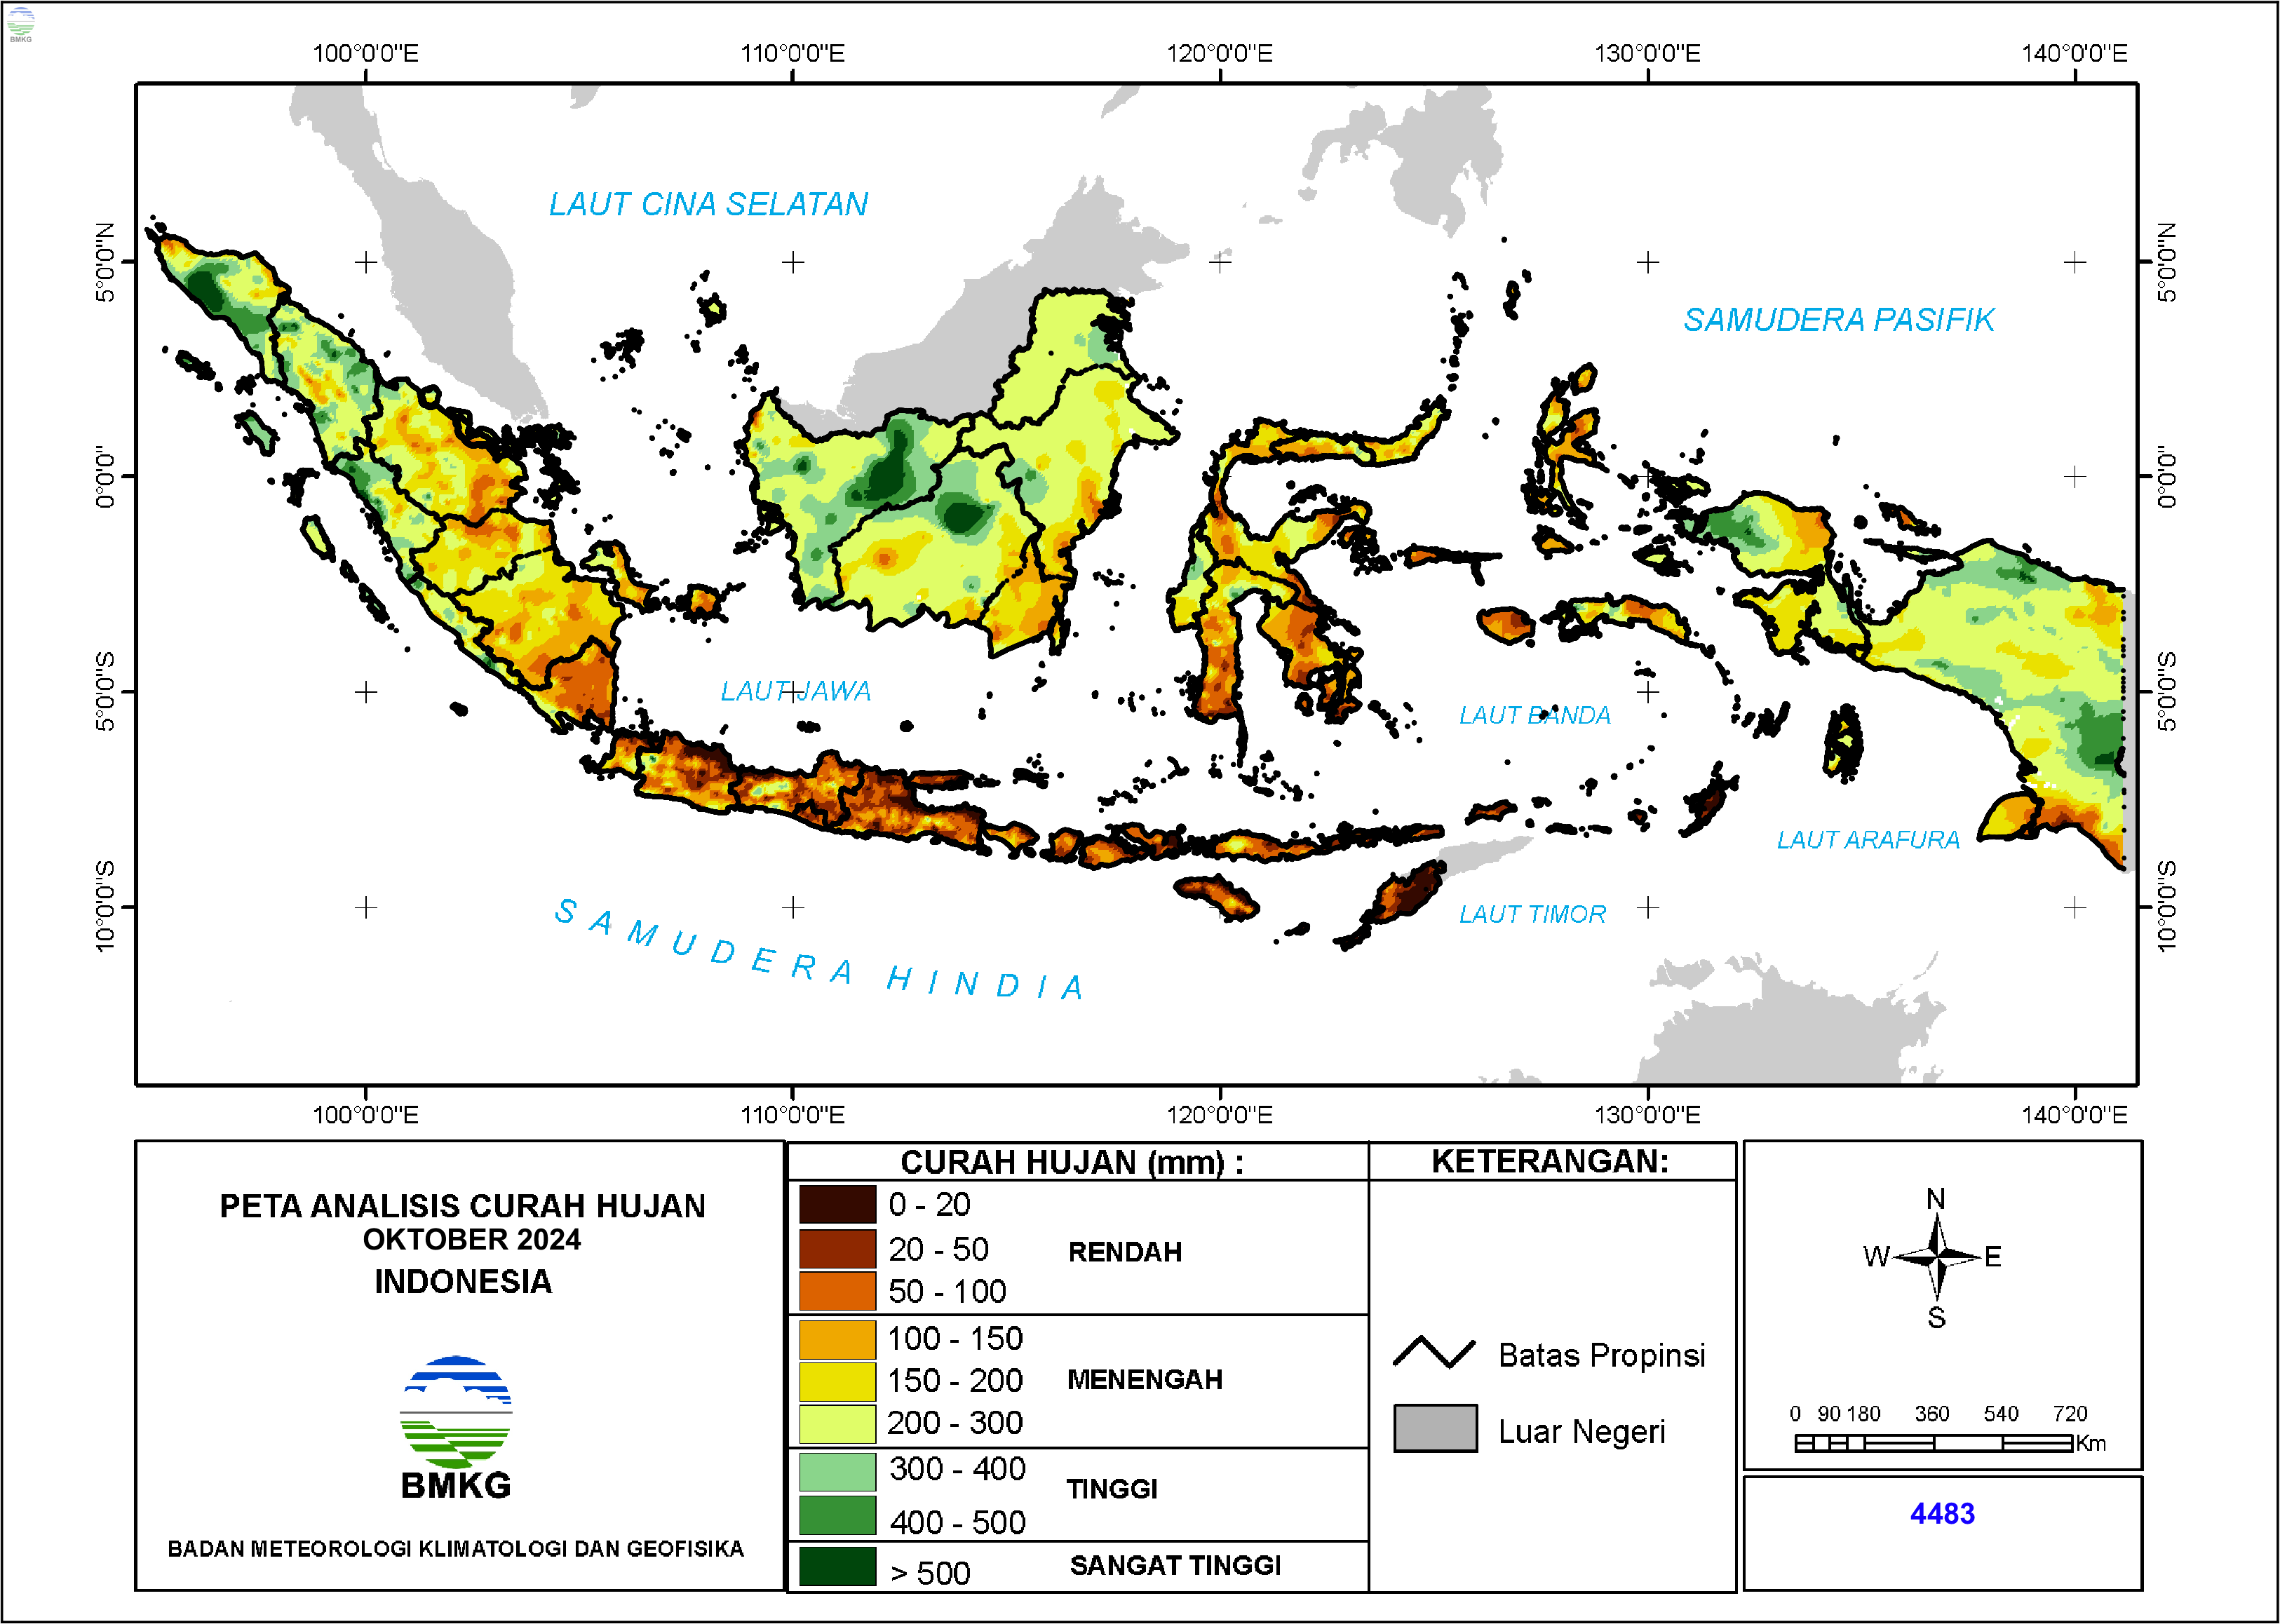 BMKG
100°0'0"E
110°0'0"E
120°0'0"E
130°0'0"E
140°0'0"E
LAUT CINA SELATAN
SAMUDERA PASIFIK
5°0'0"N
5°0'0"N
0°0'0"
0°0'0"
5°0'0"S
5°0'0"S
LAUT JAWA
LAUT BANDA
LAUT ARAFURA
LAUT TIMOR
10°0'0"S
10°0'0"S
SAMUDERA HINDIA
100°0'0"E
110°0'0"E
120°0'0"E
130°0'0"E
140°0'0"E
PETA ANALISIS CURAH HUJAN
OKTOBER 2024
INDONESIA
BMKG
BADAN METEOROLOGI KLIMATOLOGI DAN GEOFISIKA
CURAH HUJAN (mm) :
0 - 20
20 - 50
50 - 100
RENDAH
100 - 150
150 - 200
200 - 300
MENENGAH
300 - 400
400 - 500
TINGGI
> 500
SANGAT TINGGI
KETERANGAN:
Batas Propinsi
Luar Negeri
N
W
E
S
0 90 180 360 540 720
Km
4483